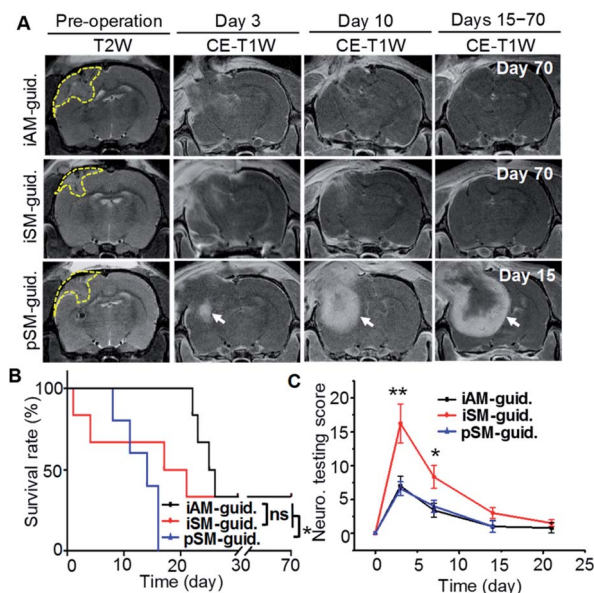 A
Pre-operation Day 3 Day 10 Days 15–70
T2W CE-T1W CE-T1W CE-T1W
iAM-guid.
Day 70
iSM-guid.
Day 70
pSM-guid.
Day 15
B
Survival rate (%)
100
50
0
0 10 20 30 70
Time (day)
iAM-guid.
iSM-guid.
pSM-guid.
ns
*
C
Neuro. testing score
20
15
10
5
0
0 5 10 15 20 25
Time (day)
**
*
iAM-guid.
iSM-guid.
pSM-guid.